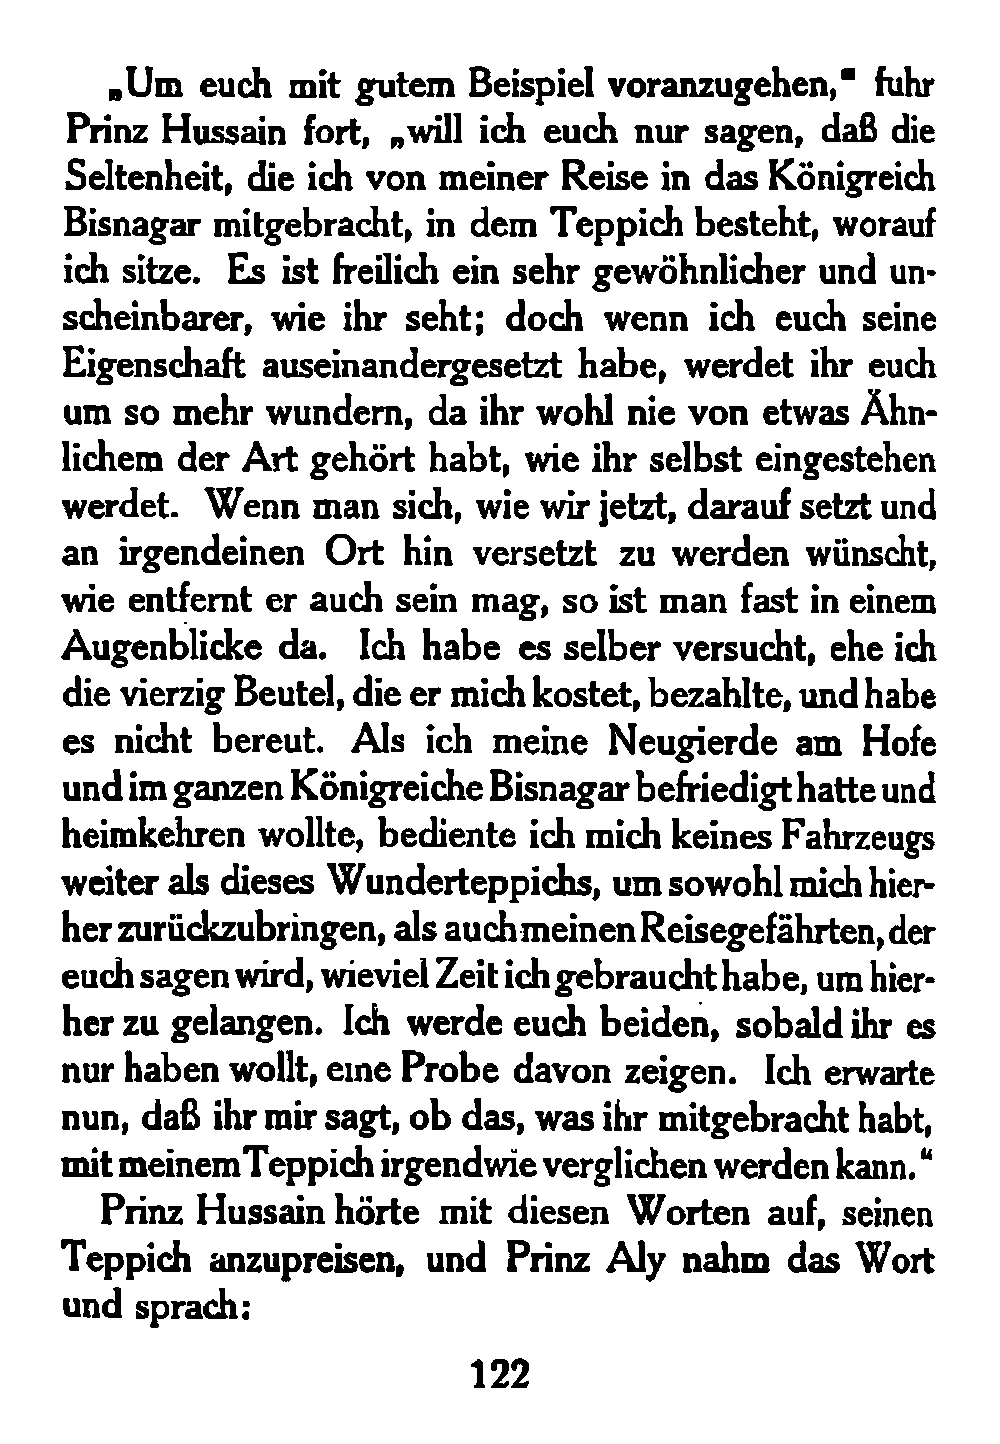 „Um euch mit gutem Beispiel voranzugehen,“ fuhr
Prinz Hussain fort, „will ich euch nur sagen, daß die
Seltenheit, die ich von meiner Reise in das Königreich
Bisnagar mitgebracht, in dem Teppich besteht, worauf
ich sitze. Es ist freilich ein sehr gewöhnlicher und un-
scheinbarer, wie ihr seht; doch wenn ich euch seine
Eigenschaft auseinandergesetzt habe, werdet ihr euch
um so mehr wundern, da ihr wohl nie von etwas Ähn-
lichem der Art gehört habt, wie ihr selbst eingestehen
werdet. Wenn man sich, wie wir jetzt, darauf setzt und
an irgendeinen Ort hin versetzt zu werden wünscht,
wie entfernt er auch sein mag, so ist man fast in einem
Augenblicke da. Ich habe es selber versucht, ehe ich
die vierzig Beutel, die er mich kostet, bezahlte, und habe
es nicht bereut. Als ich meine Neugierde am Hofe
und im ganzen Königreiche Bisnagar befriedigt hatte und
heimkehren wollte, bediente ich mich keines Fahrzeugs
weiter als dieses Wunderteppichs, um sowohl mich hier-
her zurückzubringen, als auch meinen Reisegefährten, der
euch sagen wird, wieviel Zeit ich gebraucht habe, um hier-
her zu gelangen. Ich werde euch beiden, sobald ihr es
nur haben wollt, eine Probe davon zeigen. Ich erwarte
nun, daß ihr mir sagt, ob das, was ihr mitgebracht habt,
mit meinem Teppich irgendwie verglichen werden kann.“
Prinz Hussain hörte mit diesen Worten auf, seinen
Teppich anzupreisen, und Prinz Aly nahm das Wort
und sprach:
122